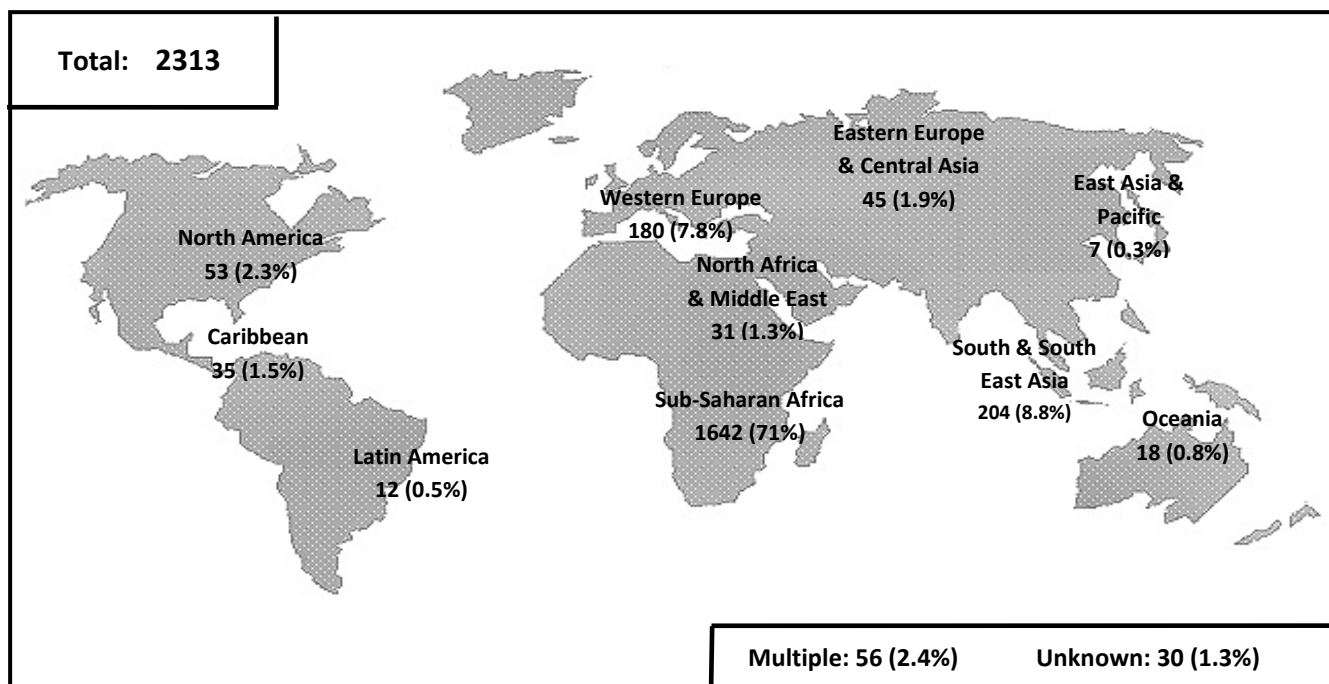 Total: 2313
Eastern Europe
& Central Asia
45 (1.9%)
East Asia &
Pacific
7 (0.3%)
Western Europe
180 (7.8%)
North America
53 (2.3%)
North Africa
& Middle East
31 (1.3%)
Caribbean
35 (1.5%)
South & South
East Asia
204 (8.8%)
Sub-Saharan Africa
1642 (71%)
Oceania
18 (0.8%)
Latin America
12 (0.5%)
Multiple: 56 (2.4%) Unknown: 30 (1.3%)